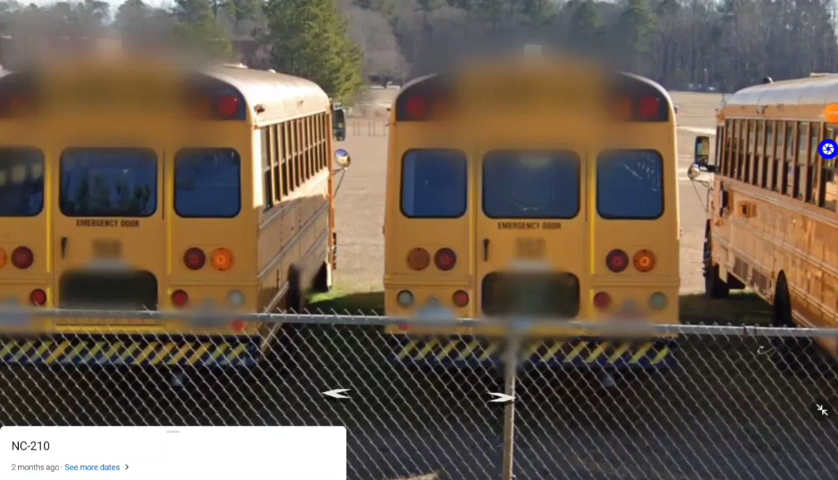 EMERGENCY DOOR
EMERGENCY DOOR
NC-210
2 months ago · See more dates